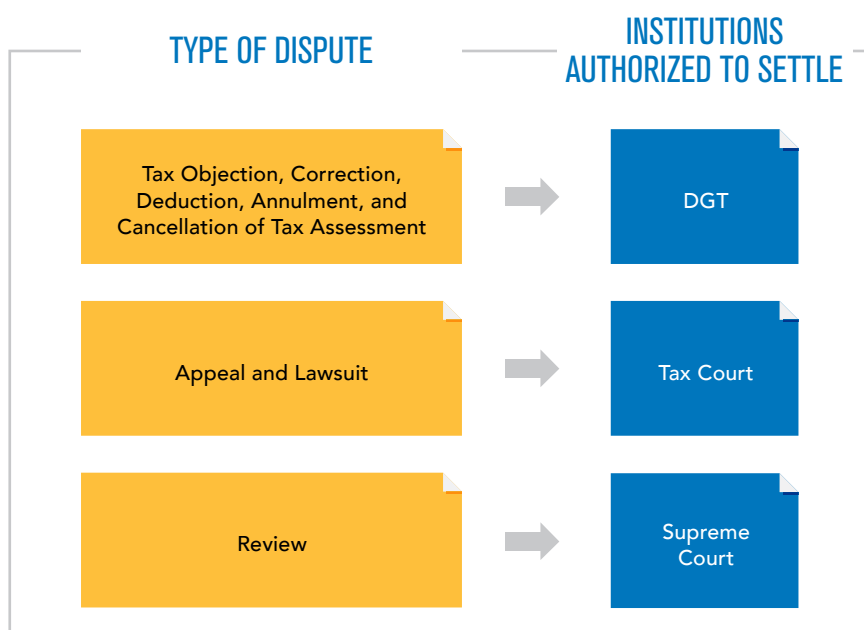 TYPE OF DISPUTE
INSTITUTIONS
AUTHORIZED TO SETTLE
Tax Objection, Correction,
Deduction, Annulment, and
Cancellation of Tax Assessment
DGT
Appeal and Lawsuit
Tax Court
Review
Supreme
Court